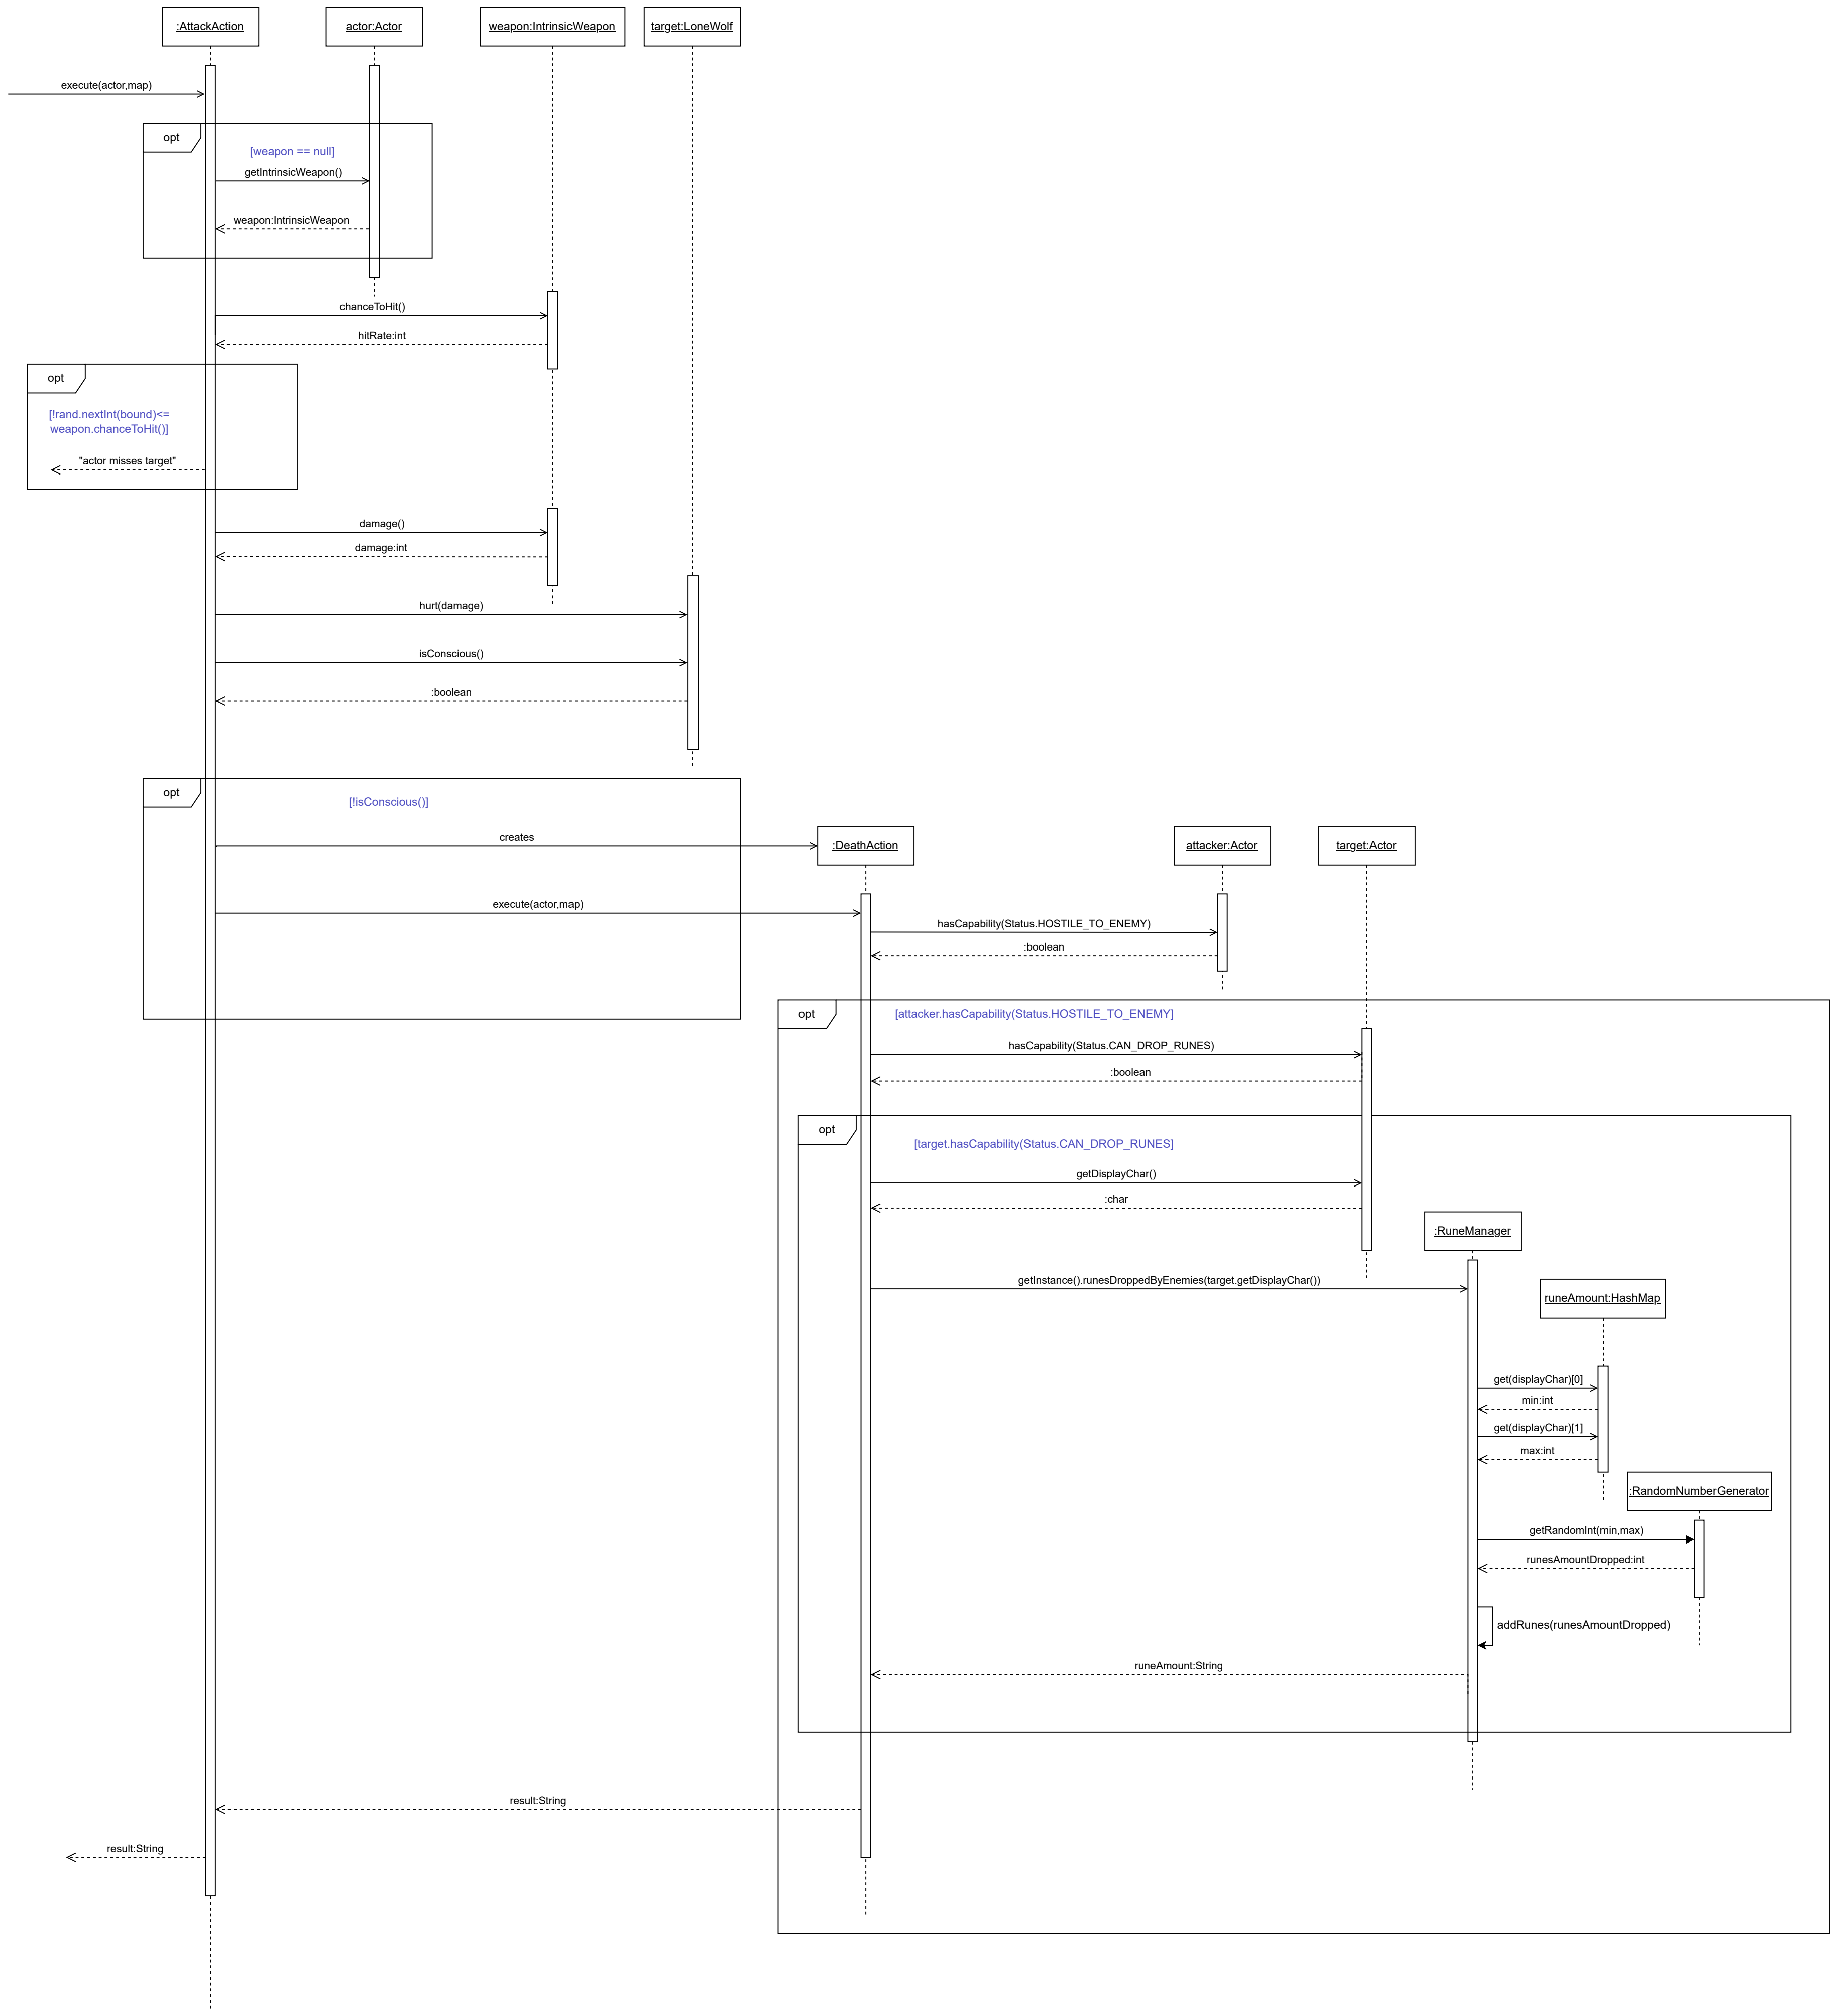 :AttackAction
actor:Actor
weapon:IntrinsicWeapon
target:LoneWolf
execute(actor,map)
opt
[weapon == null]
getIntrinsicWeapon()
weapon:IntrinsicWeapon
chanceToHit()
hitRate:int
opt
[!rand.nextInt(bound)<=
weapon.chanceToHit()]
"actor misses target"
damage()
damage:int
hurt(damage)
isConscious()
:boolean
opt
[!isConscious()]
creates
:DeathAction
attacker:Actor
target:Actor
execute(actor,map)
hasCapability(Status.HOSTILE_TO_ENEMY)
:boolean
opt
[attacker.hasCapability(Status.HOSTILE_TO_ENEMY]
hasCapability(Status.CAN_DROP_RUNES)
:boolean
opt
[target.hasCapability(Status.CAN_DROP_RUNES]
getDisplayChar()
:char
:RuneManager
getInstance().runesDroppedByEnemies(target.getDisplayChar())
runeAmount:HashMap
get(displayChar)[0]
min:int
get(displayChar)[1]
max:int
:RandomNumberGenerator
getRandomInt(min,max)
runesAmountDropped:int
addRunes(runesAmountDropped)
runeAmount:String
result:String
result:String